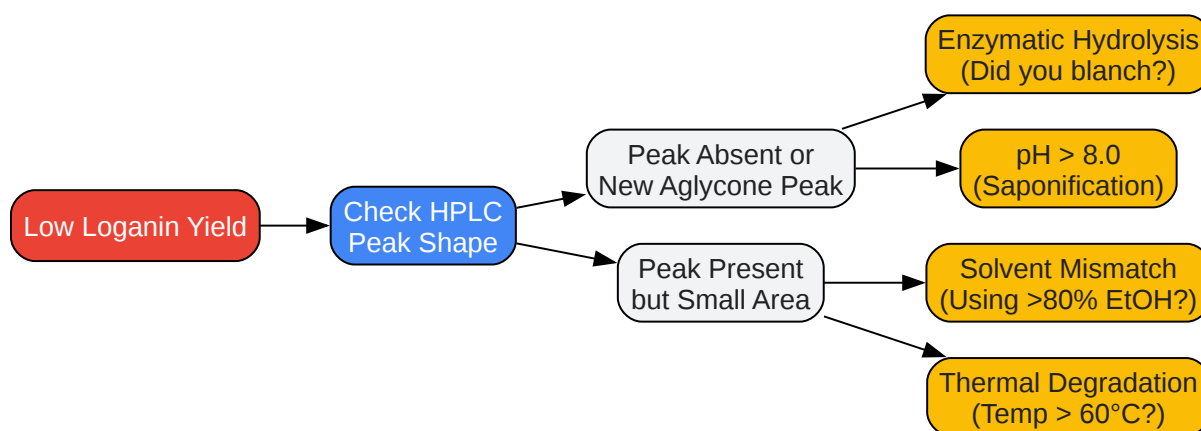 Low Loganin Yield
Check HPLC
Peak Shape
Peak Absent or
New Aglycone Peak
Peak Present
but Small Area
Enzymatic Hydrolysis
(Did you blanch?)
pH > 8.0
(Saponification)
Solvent Mismatch
(Using >80% EtOH?)
Thermal Degradation
(Temp > 60°C?)